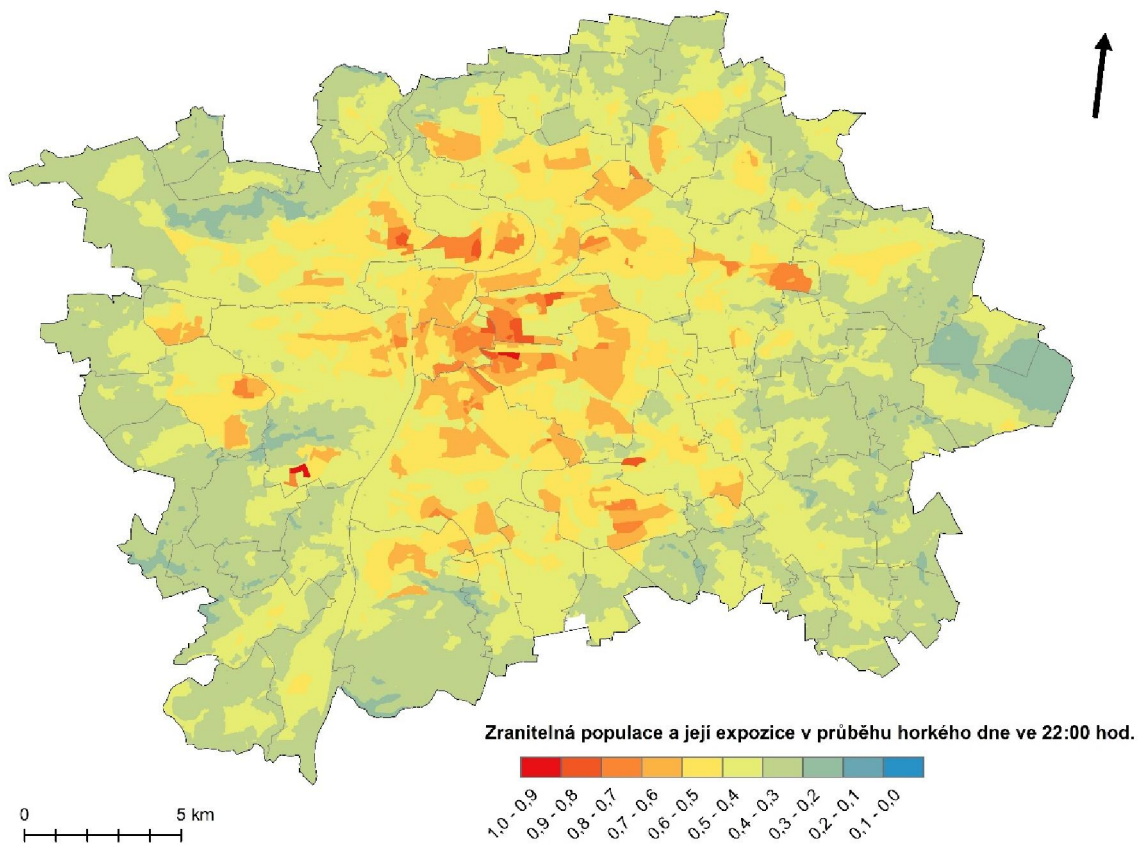 Zranitelná populace a její expozice v průběhu horkého dne ve 22:00 hod.
1,0 - 0,9
0,9 - 0,8
0,8 - 0,7
0,7 - 0,6
0,6 - 0,5
0,5 - 0,4
0,4 - 0,3
0,3 - 0,2
0,2 - 0,1
0,1 - 0,0
0 5 km